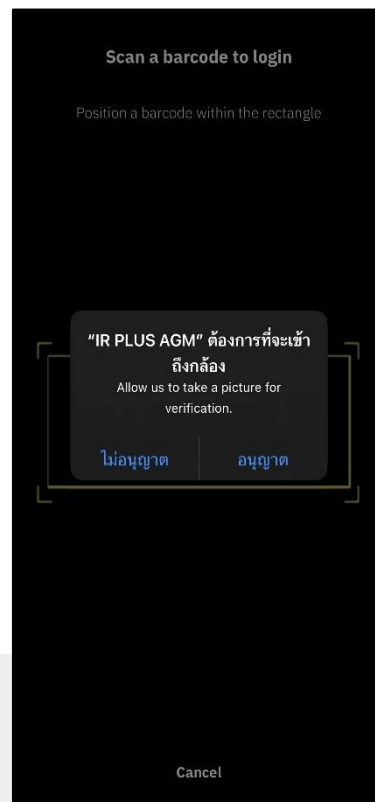 Scan a barcode to login
Position a barcode within the rectangle
“IR PLUS AGM” ต้องการที่จะเข้า
ถึงกล้อง
Allow us to take a picture for
verification.
ไม่อนุญาต
อนุญาต
Cancel